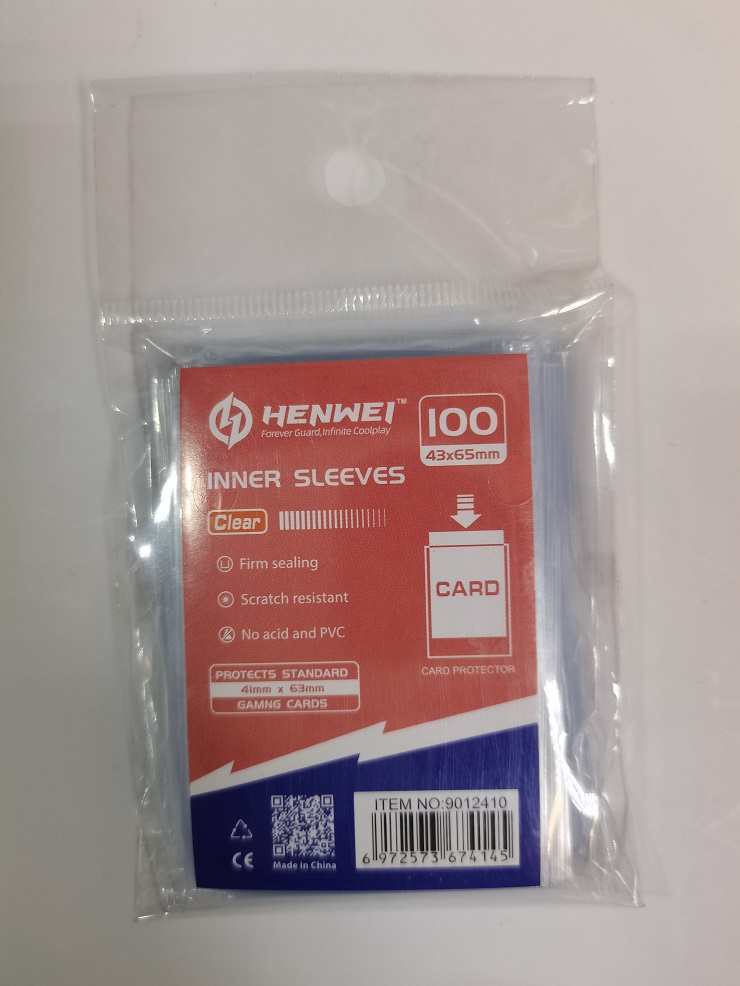 HENWEI™
Forever Guard,Infinite Coolplay
100
43x65mm
INNER SLEEVES
Clear
Firm sealing
Scratch resistant
No acid and PVC
CARD
CARD PROTECTOR
PROTECTS STANDARD
41mm x 63mm
GAMNG CARDS
CE
Made in China
ITEM NO:9012410
6 972573 674145